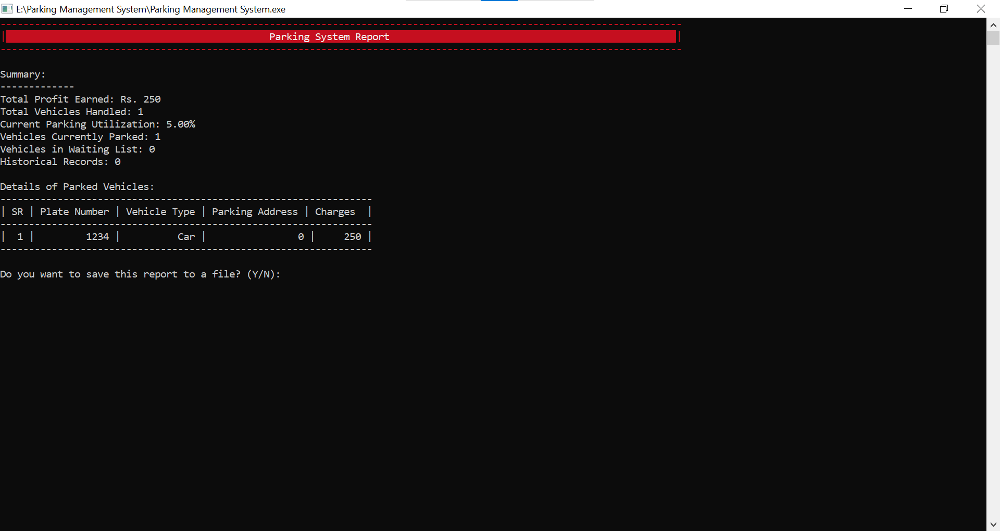 E:\Parking Management System\Parking Management System.exe
-----------------------------------------------------------------------------------------------------------------------
| Parking System Report |
-----------------------------------------------------------------------------------------------------------------------
Summary:
-------------
Total Profit Earned: Rs. 250
Total Vehicles Handled: 1
Current Parking Utilization: 5.00%
Vehicles Currently Parked: 1
Vehicles in Waiting List: 0
Historical Records: 0
Details of Parked Vehicles:
-----------------------------------------------------------------
| SR | Plate Number | Vehicle Type | Parking Address | Charges  |
-----------------------------------------------------------------
|  1 |         1234 |          Car |                0 |     250 |
-----------------------------------------------------------------
Do you want to save this report to a file? (Y/N):